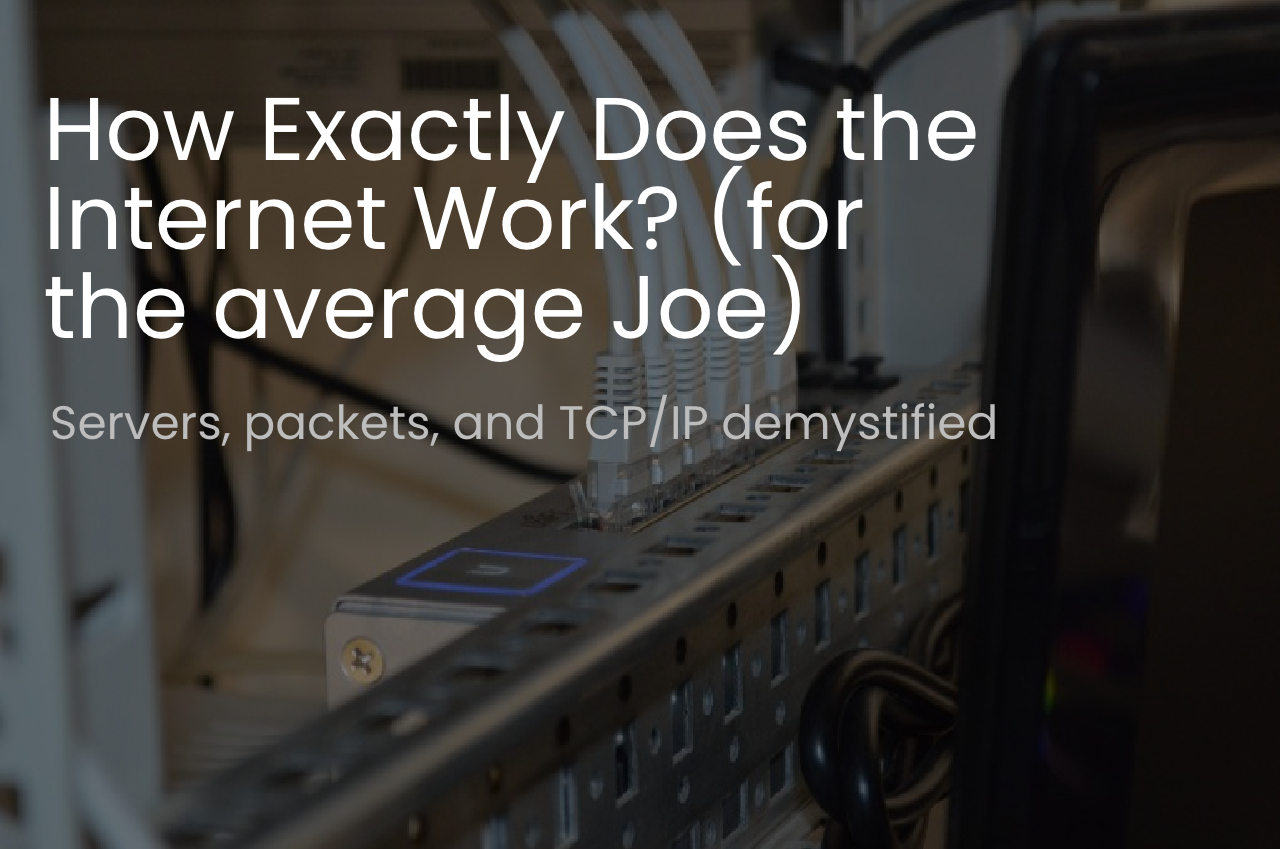 How Exactly Does the
Internet Work? (for
the average Joe)
Servers, packets, and TCP/IP demystified